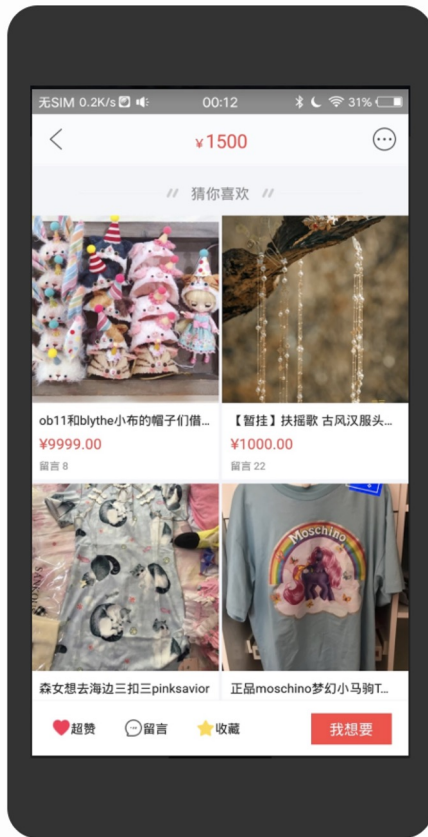 无SIM 0.2K/s 00:12 31%
¥1500
猜你喜欢
ob11和blythe小布的帽子们借...
【暂挂】扶摇歌 古风汉服头...
¥9999.00
¥1000.00
留言 8
留言 22
Moschino
森女想去海边三扣三pinksavior
正品moschino梦幻小马驹T...
超赞 留言 收藏 我想要